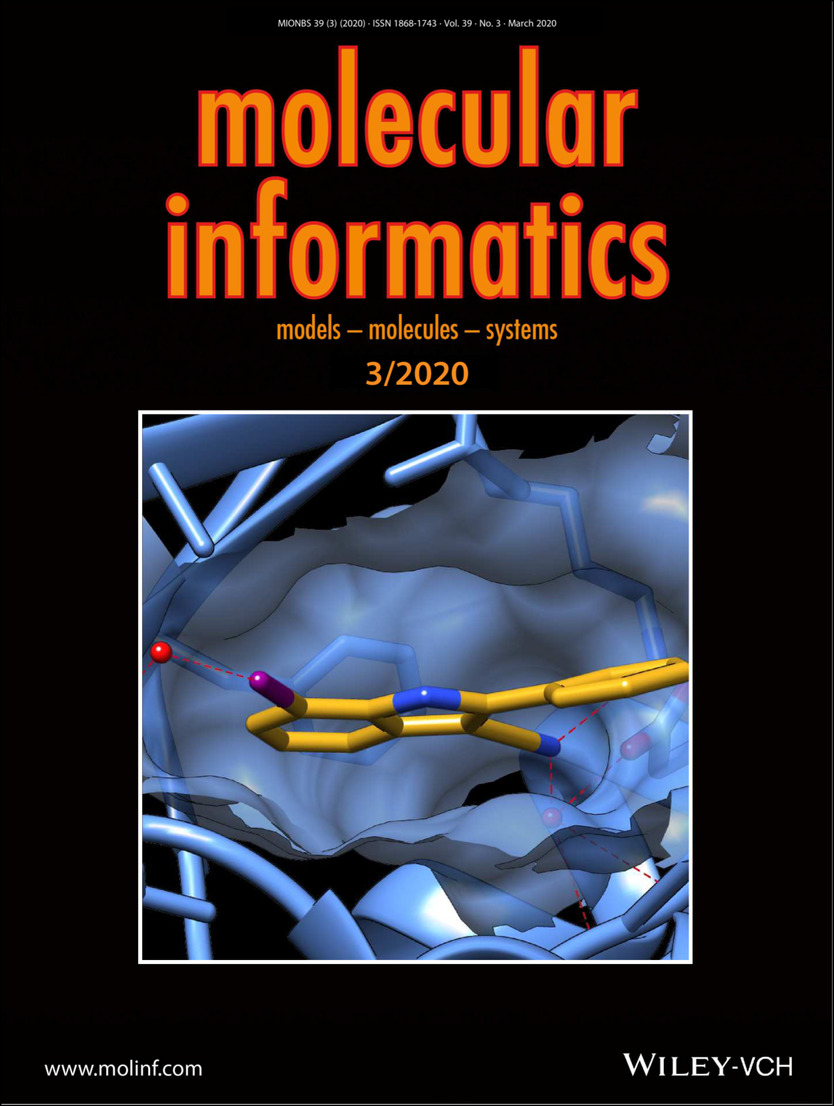 MIONBS 39 (3) (2020) · ISSN 1868-1743 · Vol. 39 · No. 3 · March 2020
molecular
informatics
models – molecules – systems
3/2020
www.molinf.com
WILEY-VCH